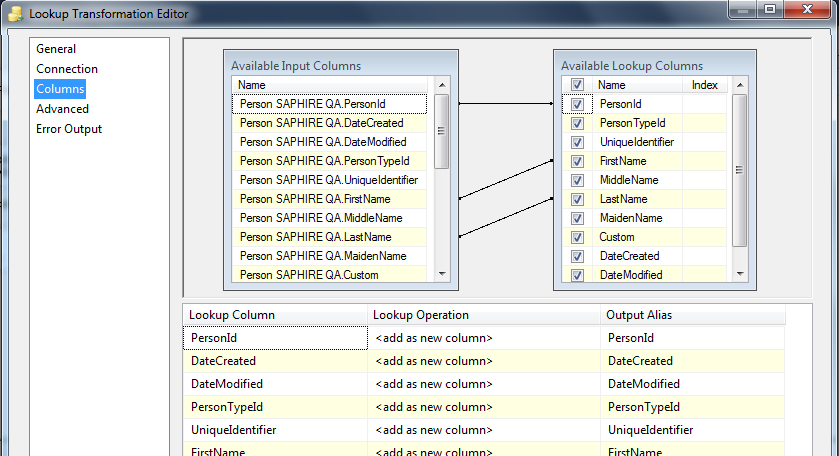 Lookup Transformation Editor
General
Connection
Columns
Advanced
Error Output
Available Input Columns
Name
Person SAPHIRE QA.PersonId
Person SAPHIRE QA.DateCreated
Person SAPHIRE QA.DateModified
Person SAPHIRE QA.PersonTypeId
Person SAPHIRE QA.UniqueIdentifier
Person SAPHIRE QA.FirstName
Person SAPHIRE QA.MiddleName
Person SAPHIRE QA.LastName
Person SAPHIRE QA.MaidenName
Person SAPHIRE QA.Custom
Available Lookup Columns
Name Index
PersonId
PersonTypeId
UniqueIdentifier
FirstName
MiddleName
LastName
MaidenName
Custom
DateCreated
DateModified
Lookup Column Lookup Operation Output Alias
PersonId <add as new column> PersonId
DateCreated <add as new column> DateCreated
DateModified <add as new column> DateModified
PersonTypeId <add as new column> PersonTypeId
UniqueIdentifier <add as new column> UniqueIdentifier
FirstName <add as new column> FirstName